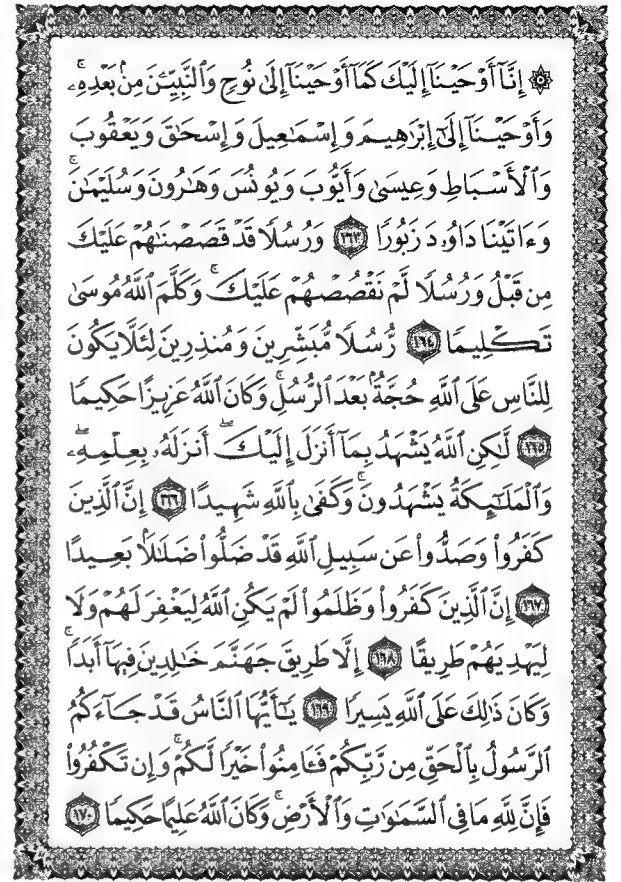 ۞ إِنَّآ أَوْحَيْنَآ إِلَيْكَ كَمَآ أَوْحَيْنَآ إِلَىٰ نُوحٍ وَٱلنَّبِيِّـۧنَ مِنۢ بَعْدِهِۦۚ
وَأَوْحَيْنَآ إِلَىٰٓ إِبْرَٰهِيمَ وَإِسْمَٰعِيلَ وَإِسْحَٰقَ وَيَعْقُوبَ
وَٱلْأَسْبَاطِ وَعِيسَىٰ وَأَيُّوبَ وَيُونُسَ وَهَٰرُونَ وَسُلَيْمَٰنَۚ
وَءَاتَيْنَا دَاوُۥدَ زَبُورًا ١٦٣ وَرُسُلًا قَدْ قَصَصْنَٰهُمْ عَلَيْكَ
مِن قَبْلُ وَرُسُلًا لَّمْ نَقْصُصْهُمْ عَلَيْكَۚ وَكَلَّمَ ٱللَّهُ مُوسَىٰ
تَكْلِيمًا ١٦٤ رُّسُلًا مُّبَشِّرِينَ وَمُنذِرِينَ لِئَلَّا يَكُونَ
لِلنَّاسِ عَلَى ٱللَّهِ حُجَّةٌۢ بَعْدَ ٱلرُّسُلِۚ وَكَانَ ٱللَّهُ عَزِيزًا حَكِيمًا
١٦٥ لَّٰكِنِ ٱللَّهُ يَشْهَدُ بِمَآ أَنزَلَ إِلَيْكَۖ أَنزَلَهُۥ بِعِلْمِهِۦۖ
وَٱلْمَلَٰٓئِكَةُ يَشْهَدُونَۚ وَكَفَىٰ بِٱللَّهِ شَهِيدًا ١٦٦ إِنَّ ٱلَّذِينَ
كَفَرُوا۟ وَصَدُّوا۟ عَن سَبِيلِ ٱللَّهِ قَدْ ضَلُّوا۟ ضَلَٰلًۢا بَعِيدًا
١٦٧ إِنَّ ٱلَّذِينَ كَفَرُوا۟ وَظَلَمُوا۟ لَمْ يَكُنِ ٱللَّهُ لِيَغْفِرَ لَهُمْ وَلَا
لِيَهْدِيَهُمْ طَرِيقًا ١٦٨ إِلَّا طَرِيقَ جَهَنَّمَ خَٰلِدِينَ فِيهَآ أَبَدًاۚ
وَكَانَ ذَٰلِكَ عَلَى ٱللَّهِ يَسِيرًا ١٦٩ يَٰٓأَيُّهَا ٱلنَّاسُ قَدْ جَآءَكُمُ
ٱلرَّسُولُ بِٱلْحَقِّ مِن رَّبِّكُمْ فَـَٔامِنُوا۟ خَيْرًا لَّكُمْۚ وَإِن تَكْفُرُوا۟
فَإِنَّ لِلَّهِ مَا فِى ٱلسَّمَٰوَٰتِ وَٱلْأَرْضِۚ وَكَانَ ٱللَّهُ عَلِيمًا حَكِيمًا ١٧٠